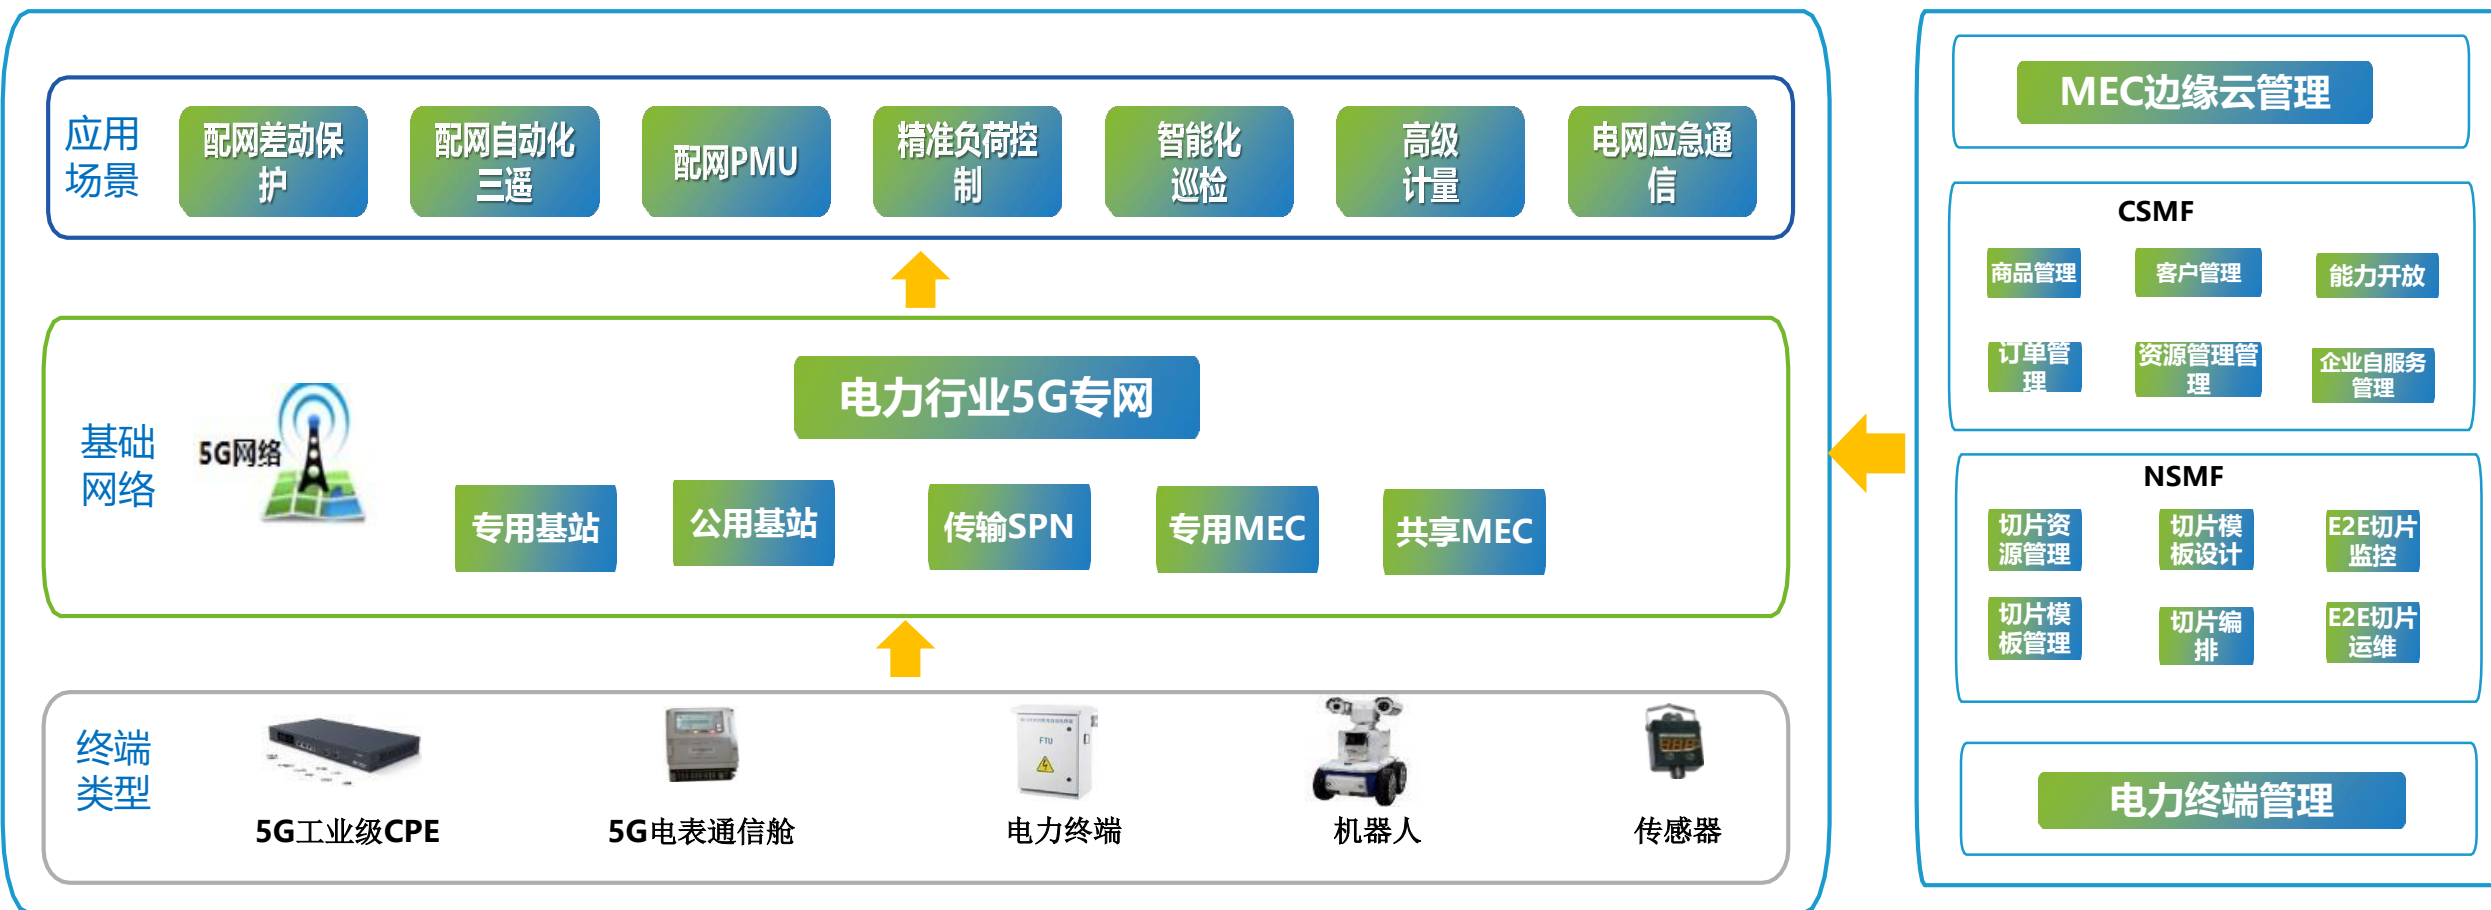 应用
场景
配网差动保
护
配网自动化
三遥
配网PMU
精准负荷控
制
智能化
巡检
高级
计量
电网应急通
信
基础
网络
5G网络
电力行业5G专网
专用基站
公用基站
传输SPN
专用MEC
共享MEC
终端
类型
FTU
5G工业级CPE
5G电表通信舱
电力终端
机器人
传感器
MEC边缘云管理
CSMF
商品管理
客户管理
能力开放
订单管
理
资源管理管
理
企业自服务
管理
NSMF
切片资
源管理
切片模
板设计
E2E切片
监控
切片模
板管理
切片编
排
E2E切片
运维
电力终端管理